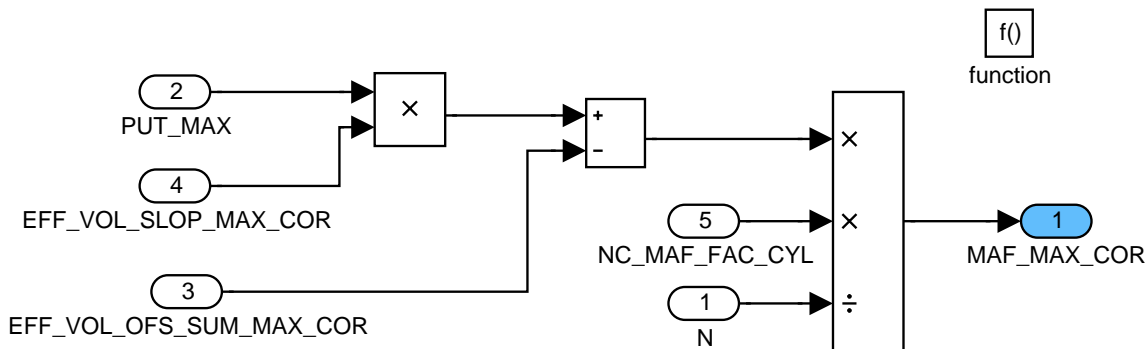 f()
function
2
PUT_MAX
×
4
EFF_VOL_SLOP_MAX_COR
+
−
3
EFF_VOL_OFS_SUM_MAX_COR
×
5
NC_MAF_FAC_CYL
×
1
N
÷
1
MAF_MAX_COR